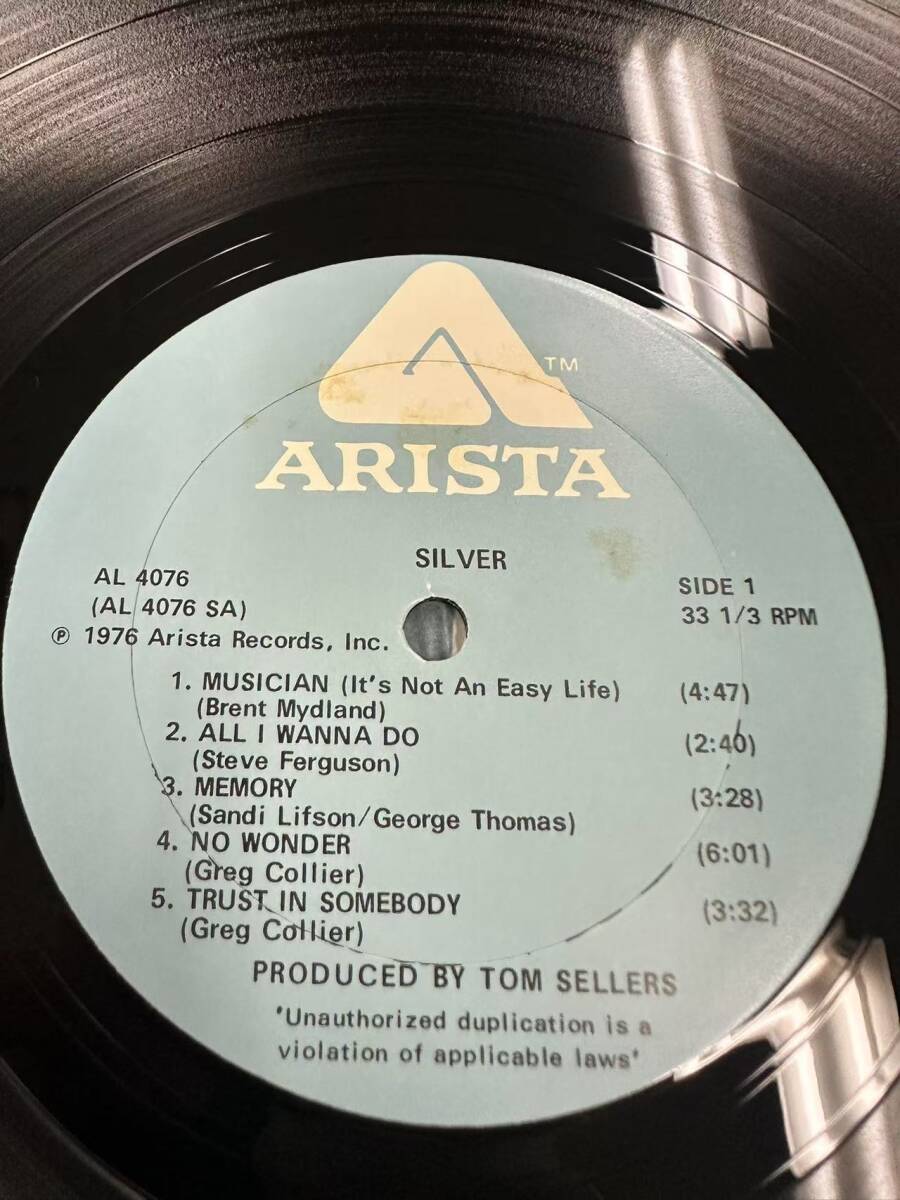 TM
ARISTA
SILVER
AL 4076
(AL 4076 SA)
℗ 1976 Arista Records, Inc.
SIDE 1
33 1/3 RPM
1. MUSICIAN (It's Not An Easy Life) (4:47)
(Brent Mydland)
2. ALL I WANNA DO (2:40)
(Steve Ferguson)
3. MEMORY (3:28)
(Sandi Lifson/George Thomas)
4. NO WONDER (6:01)
(Greg Collier)
5. TRUST IN SOMEBODY (3:32)
(Greg Collier)
PRODUCED BY TOM SELLERS
'Unauthorized duplication is a
violation of applicable laws'